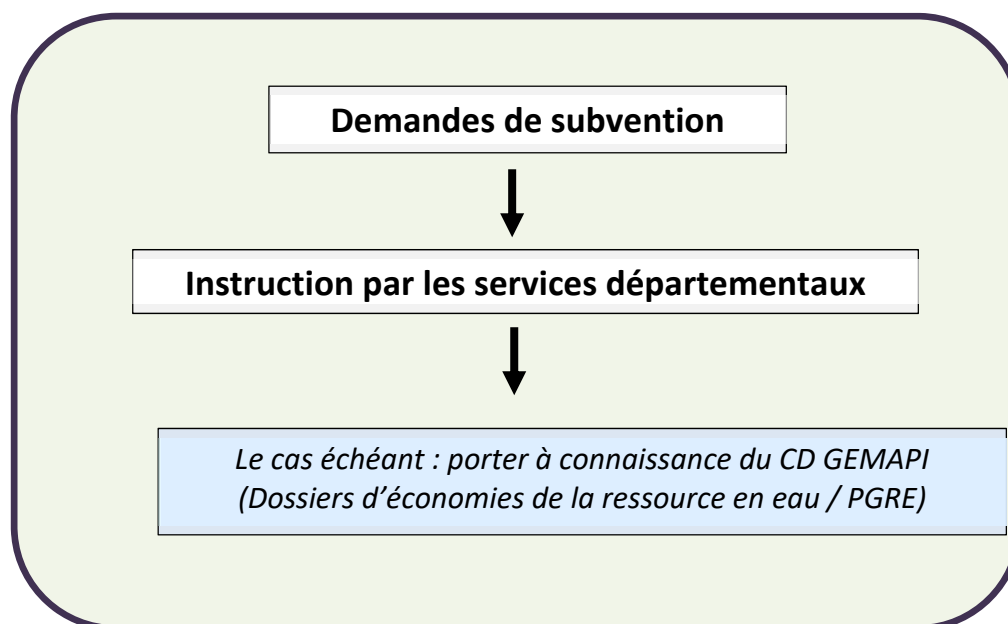 Demandes de subvention
Instruction par les services départementaux
Le cas échéant : porter à connaissance du CD GEMAPI
(Dossiers d’économies de la ressource en eau / PGRE)